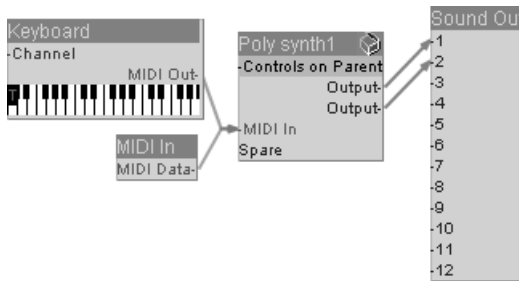 Keyboard
-Channel
MIDI Out-
T
MIDI In
MIDI Data-
Poly synth1
-Controls on Parent
Output-
Output-
-MIDI In
Spare
Sound Ou
-1
-2
-3
-4
-5
-6
-7
-8
-9
-10
-11
-12